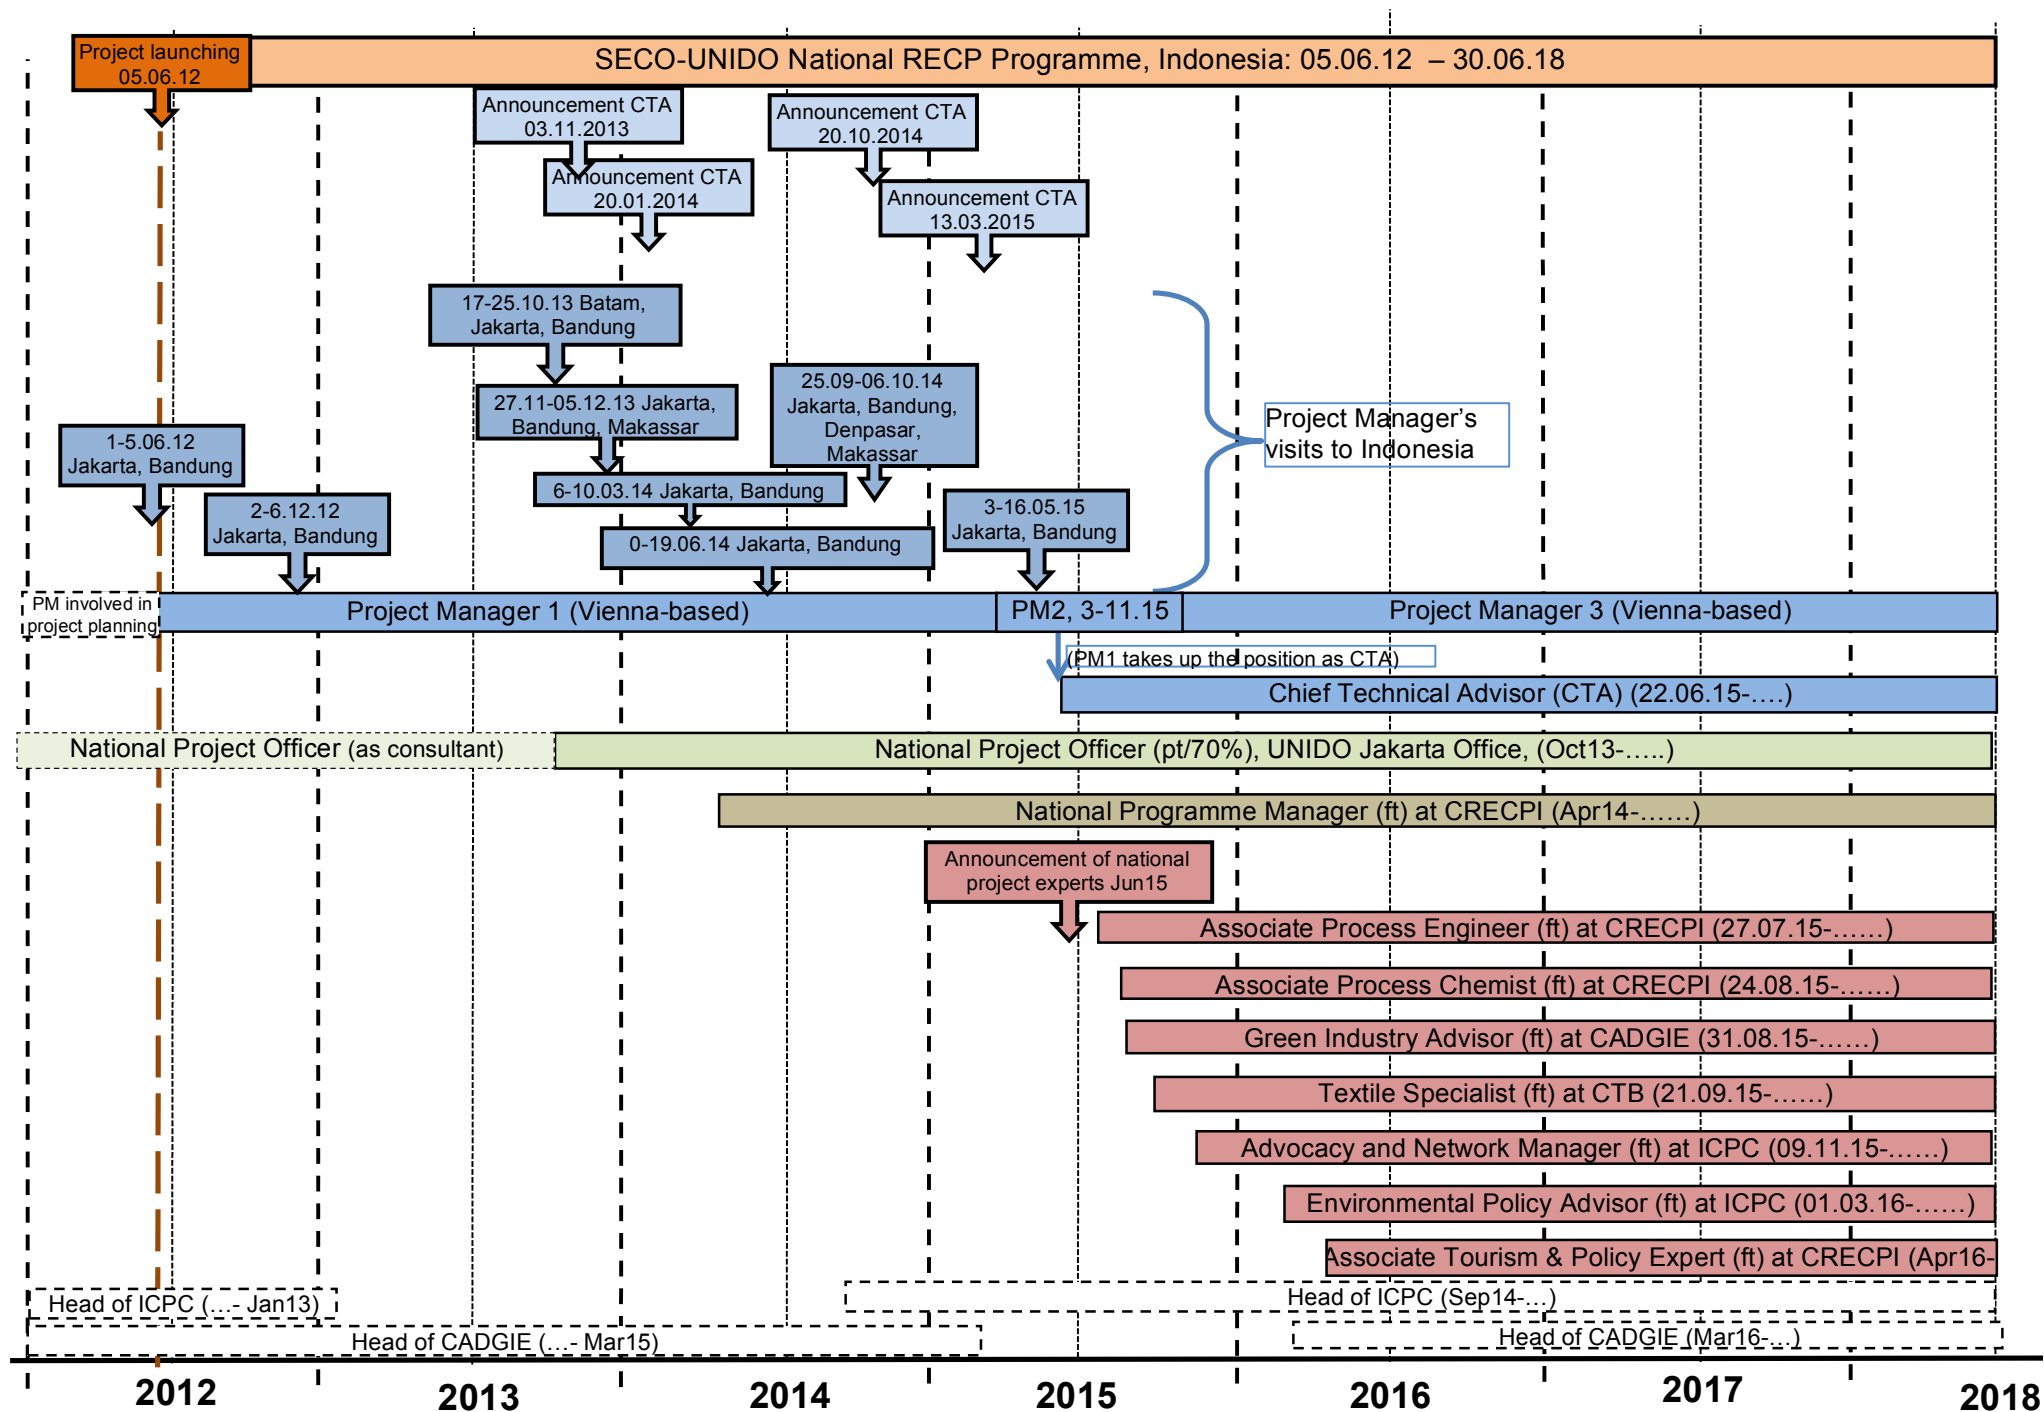 Project launching
05.06.12
SECO-UNIDO National RECP Programme, Indonesia: 05.06.12 – 30.06.18
Announcement CTA
03.11.2013
Announcement CTA
20.10.2014
Announcement CTA
20.01.2014
Announcement CTA
13.03.2015
17-25.10.13 Batam,
Jakarta, Bandung
27.11-05.12.13 Jakarta,
Bandung, Makassar
25.09-06.10.14
Jakarta, Bandung,
Denpasar,
Makassar
Project Manager’s
visits to Indonesia
1-5.06.12
Jakarta, Bandung
6-10.03.14 Jakarta, Bandung
2-6.12.12
Jakarta, Bandung
3-16.05.15
Jakarta, Bandung
0-19.06.14 Jakarta, Bandung
PM involved in
project planning
Project Manager 1 (Vienna-based)
PM2, 3-11.15
Project Manager 3 (Vienna-based)
(PM1 takes up the position as CTA)
Chief Technical Advisor (CTA) (22.06.15-….)
National Project Officer (as consultant)
National Project Officer (pt/70%), UNIDO Jakarta Office, (Oct13-…..)
National Programme Manager (ft) at CRECPI (Apr14-……)
Announcement of national
project experts Jun15
Associate Process Engineer (ft) at CRECPI (27.07.15-……)
Associate Process Chemist (ft) at CRECPI (24.08.15-……)
Green Industry Advisor (ft) at CADGIE (31.08.15-……)
Textile Specialist (ft) at CTB (21.09.15-……)
Advocacy and Network Manager (ft) at ICPC (09.11.15-……)
Environmental Policy Advisor (ft) at ICPC (01.03.16-……)
Associate Tourism & Policy Expert (ft) at CRECPI (Apr16-
Head of ICPC (…- Jan13)
Head of ICPC (Sep14-…)
Head of CADGIE (…- Mar15)
Head of CADGIE (Mar16-…)
2012
2013
2014
2015
2016
2017
2018